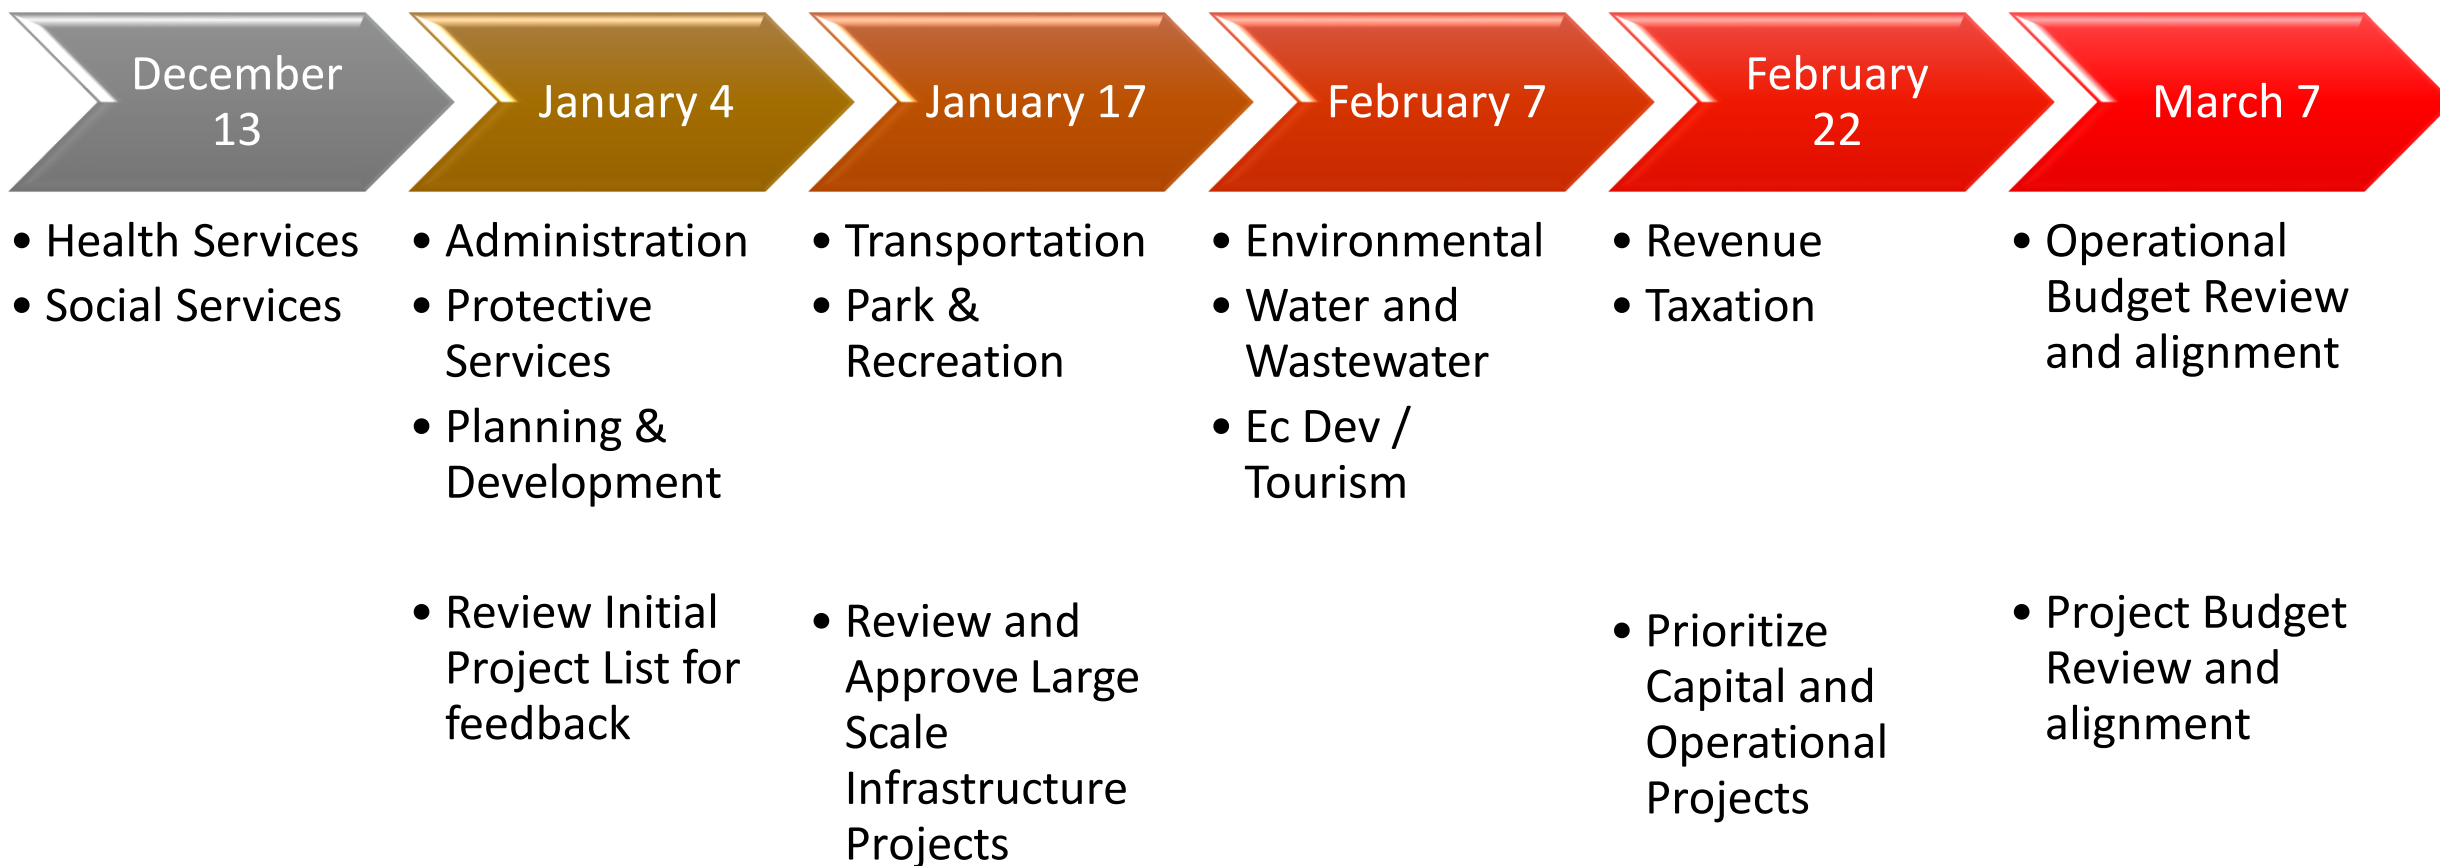 December
13
January 4
January 17
February 7
February
22
March 7
• Health Services
• Social Services
• Administration
• Protective
Services
• Planning &
Development
• Review Initial
Project List for
feedback
• Transportation
• Park &
Recreation
• Review and
Approve Large
Scale
Infrastructure
Projects
• Environmental
• Water and
Wastewater
• Ec Dev /
Tourism
• Revenue
• Taxation
• Prioritize
Capital and
Operational
Projects
• Operational
Budget Review
and alignment
• Project Budget
Review and
alignment